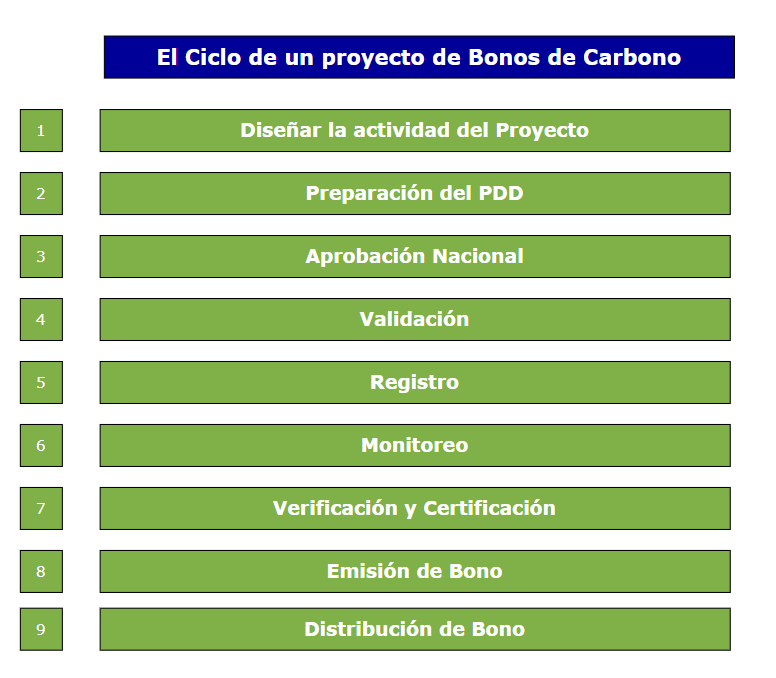 El Ciclo de un proyecto de Bonos de Carbono
1 Diseñar la actividad del Proyecto
2 Preparación del PDD
3 Aprobación Nacional
4 Validación
5 Registro
6 Monitoreo
7 Verificación y Certificación
8 Emisión de Bono
9 Distribución de Bono